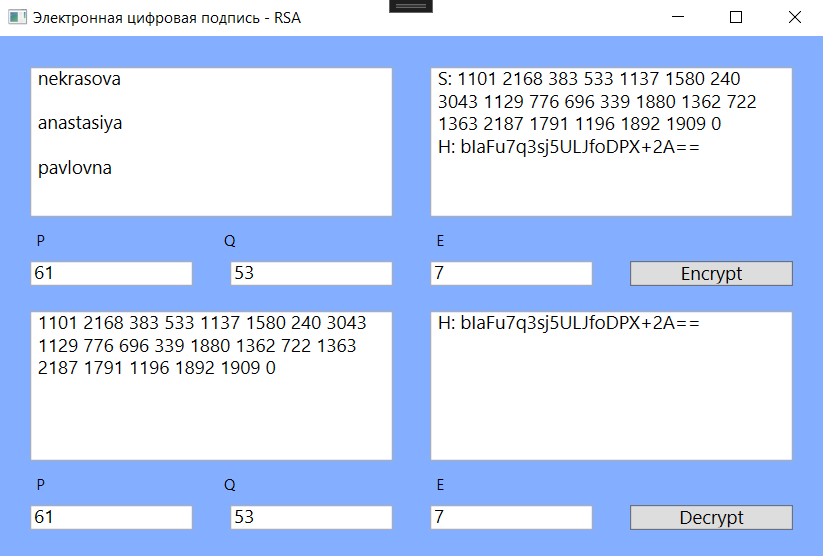 Электронная цифровая подпись - RSA
nekrasova
anastasiya
pavlovna
S: 1101 2168 383 533 1137 1580 240
3043 1129 776 696 339 1880 1362 722
1363 2187 1791 1196 1892 1909 0
H: bIaFu7q3sj5ULJfoDPX+2A==
P
Q
E
61
53
7
Encrypt
1101 2168 383 533 1137 1580 240 3043
1129 776 696 339 1880 1362 722 1363
2187 1791 1196 1892 1909 0
H: bIaFu7q3sj5ULJfoDPX+2A==
P
Q
E
61
53
7
Decrypt